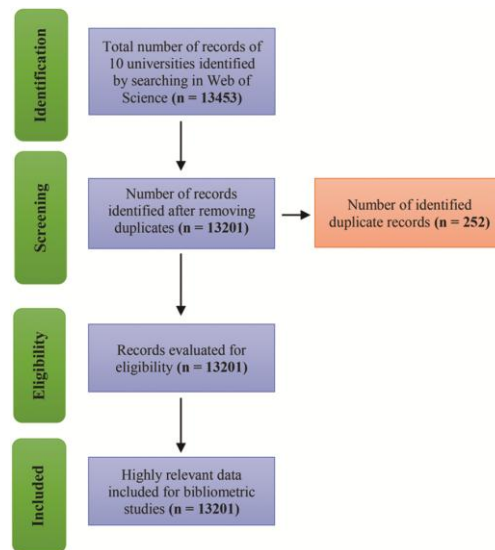 Identification
Total number of records of
10 universities identified
by searching in Web of
Science (n = 13453)
Screening
Number of records
identified after removing
duplicates (n = 13201)
Number of identified
duplicate records (n = 252)
Eligibility
Records evaluated for
eligibility (n = 13201)
Included
Highly relevant data
included for bibliometric
studies (n = 13201)